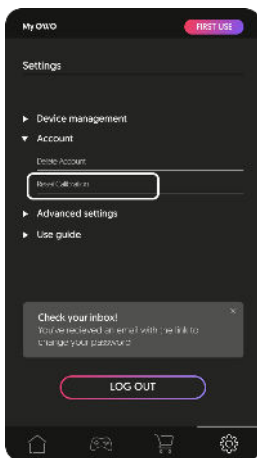 My OWO
FIRST USE
Settings
Device management
Account
Delete Account
Reset Calibration
Advanced settings
Use guide
Check your inbox!
You've recieved an email with the link to
change your password
LOG OUT